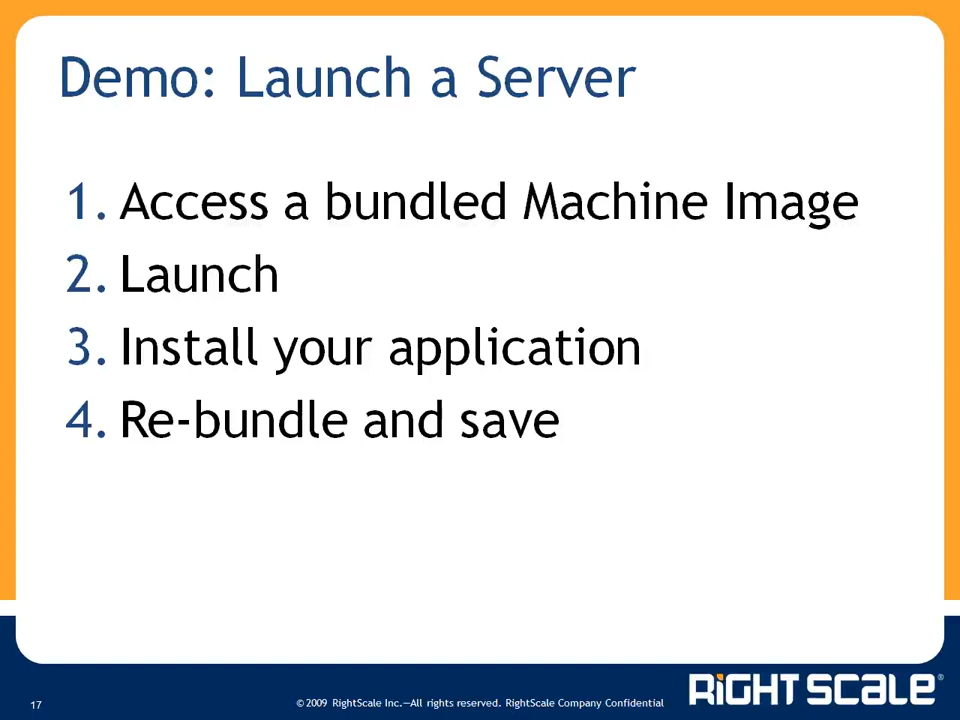 Demo: Launch a Server
1. Access a bundled Machine Image
2. Launch
3. Install your application
4. Re-bundle and save
17
© 2009 RightScale Inc.—All rights reserved. RightScale Company Confidential
RIGHTSCALE®